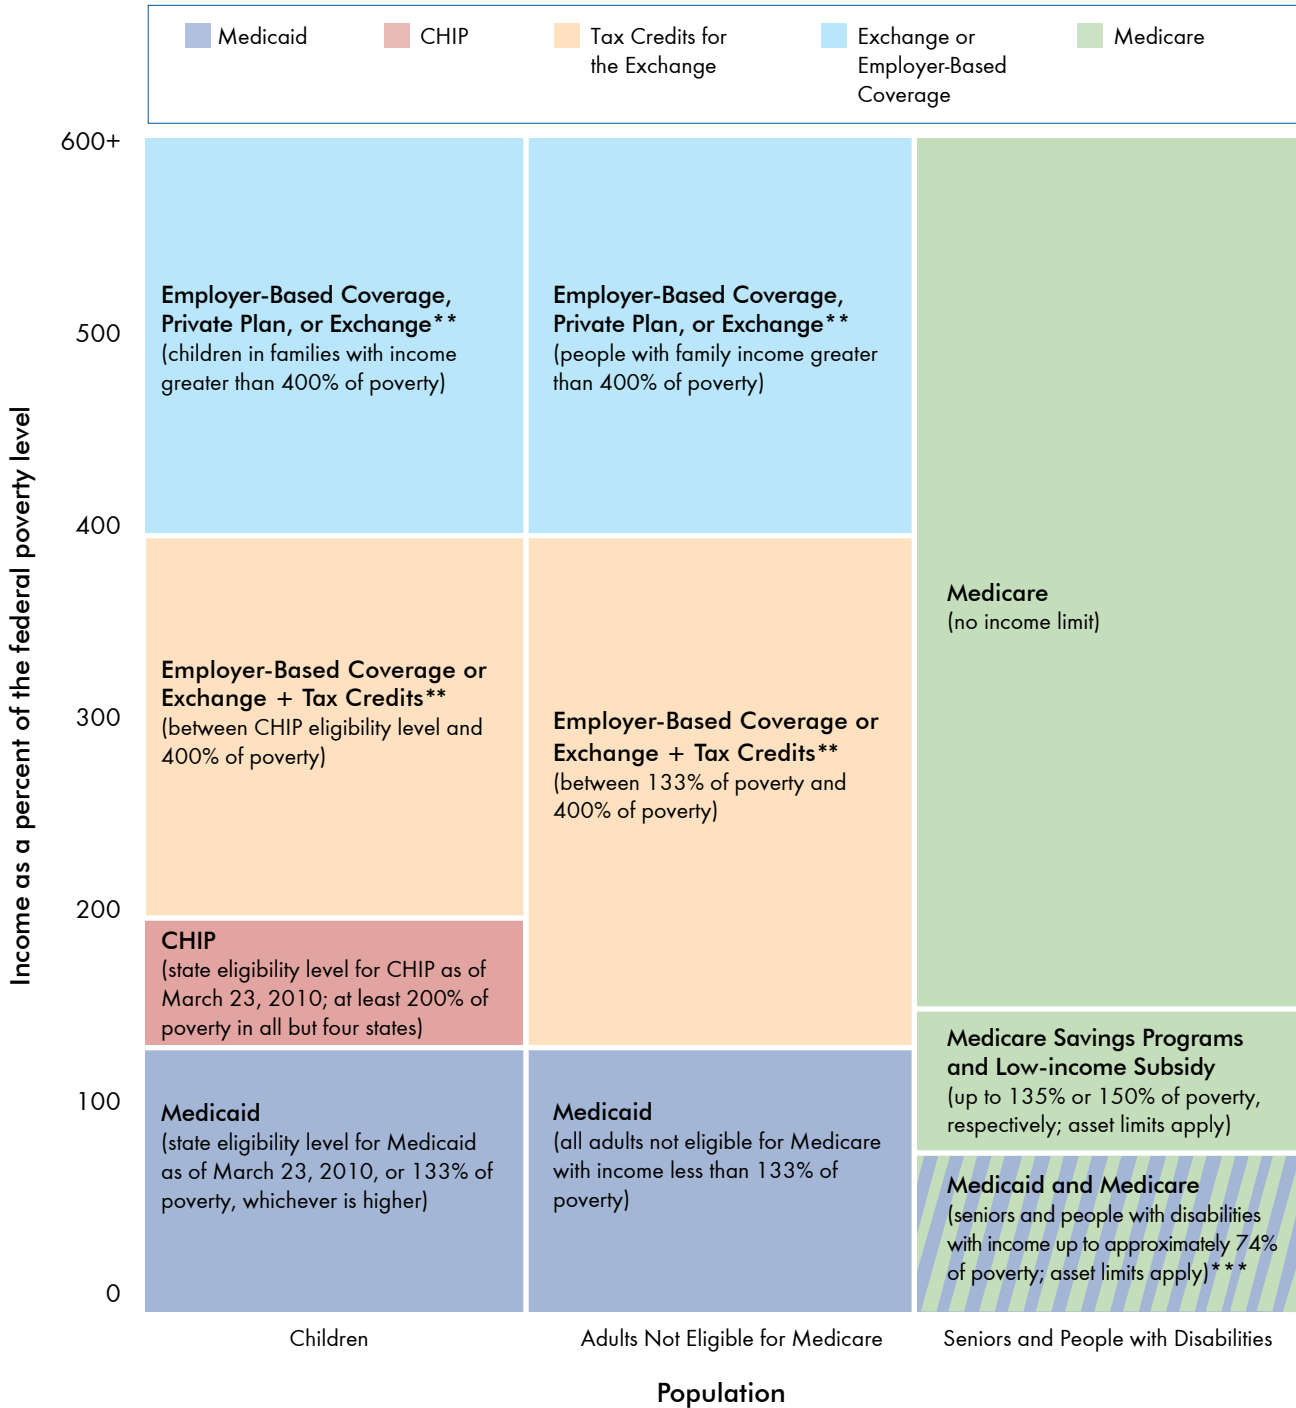 Medicaid
CHIP
Tax Credits for
the Exchange
Exchange or
Employer-Based
Coverage
Medicare
Income as a percent of the federal poverty level
600+
500
400
300
200
100
0
Employer-Based Coverage,
Private Plan, or Exchange**
(children in families with income
greater than 400% of poverty)
Employer-Based Coverage or
Exchange + Tax Credits**
(between CHIP eligibility level and
400% of poverty)
CHIP
(state eligibility level for CHIP as of
March 23, 2010; at least 200% of
poverty in all but four states)
Medicaid
(state eligibility level for Medicaid
as of March 23, 2010, or 133% of
poverty, whichever is higher)
Employer-Based Coverage,
Private Plan, or Exchange**
(people with family income greater
than 400% of poverty)
Employer-Based Coverage or
Exchange + Tax Credits**
(between 133% of poverty and
400% of poverty)
Medicaid
(all adults not eligible for Medicare
with income less than 133% of
poverty)
Medicare
(no income limit)
Medicare Savings Programs
and Low-income Subsidy
(up to 135% or 150% of poverty,
respectively; asset limits apply)
Medicaid and Medicare
(seniors and people with disabilities
with income up to approximately 74%
of poverty; asset limits apply)***
Children
Adults Not Eligible for Medicare
Seniors and People with Disabilities
Population